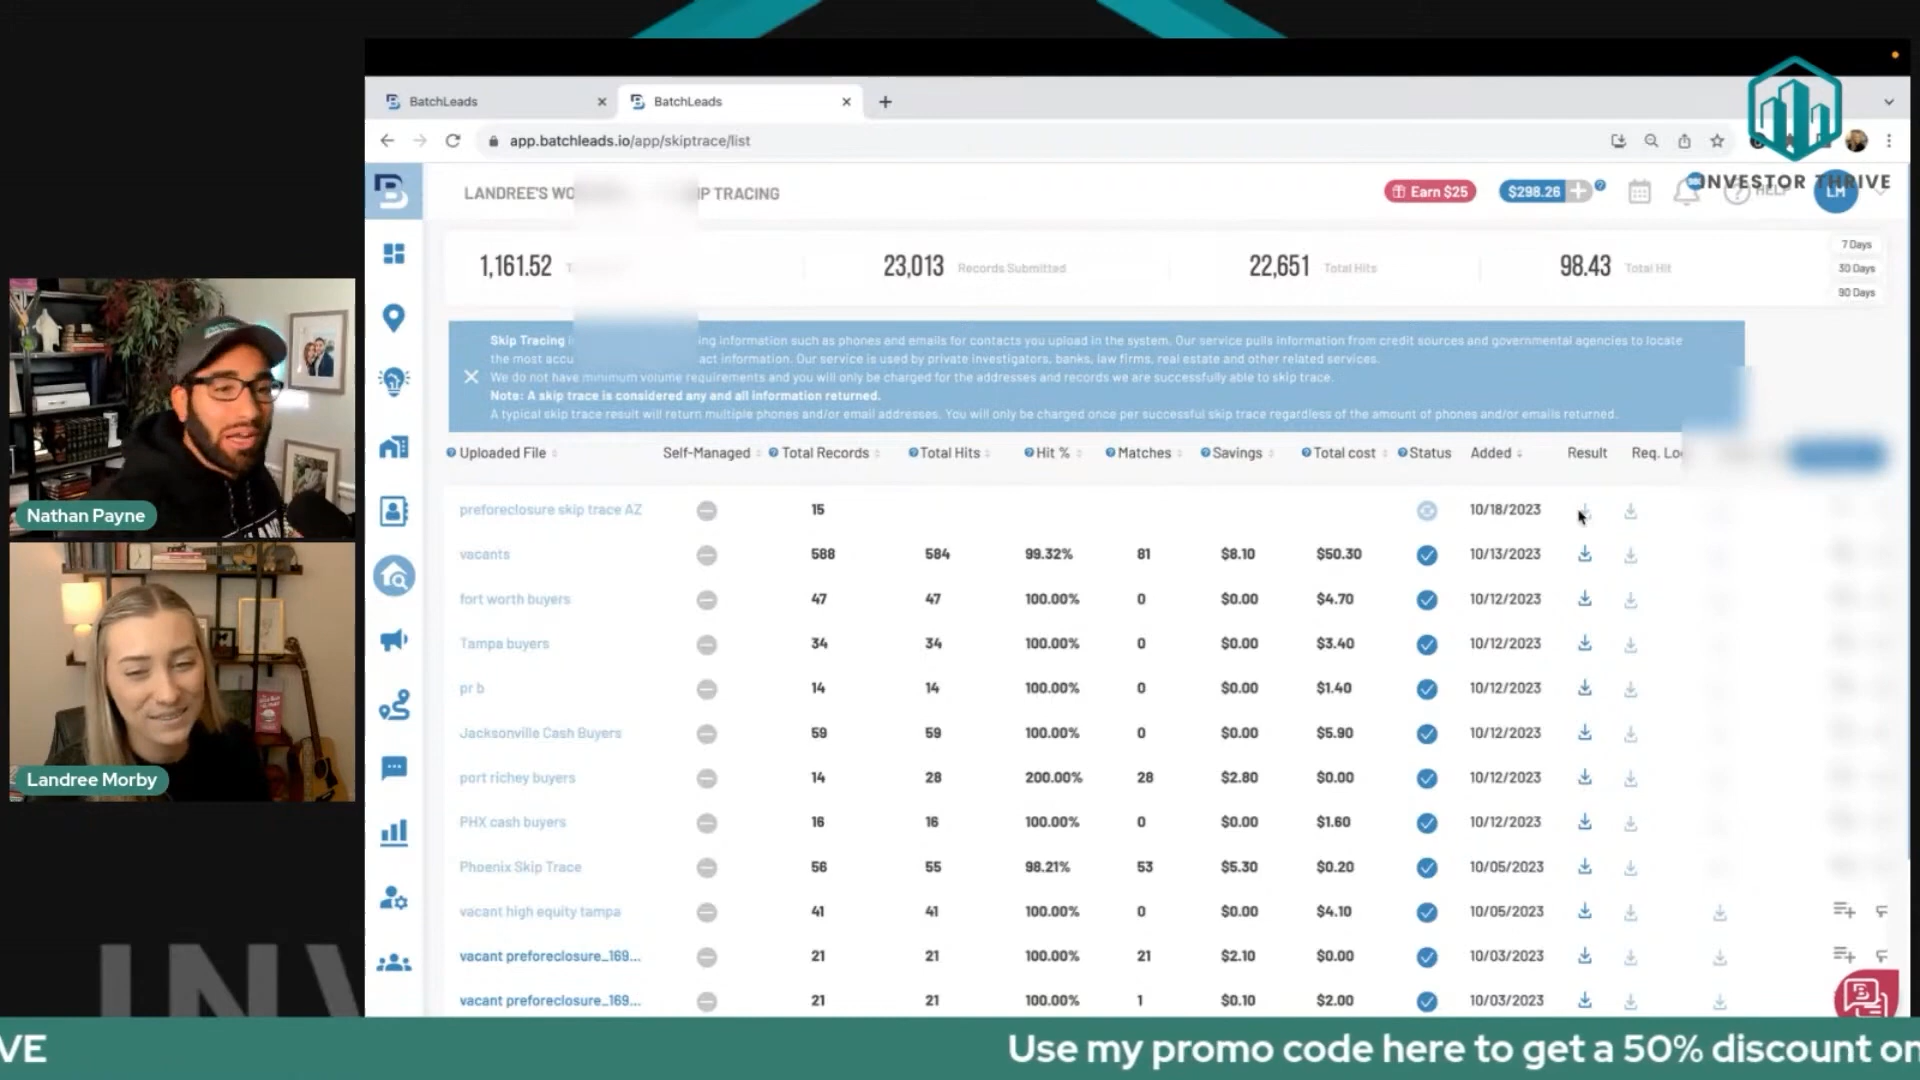 BatchLeads
BatchLeads
app.batchleads.io/app/skiptrace/list
INVESTOR THRIVE
LANDREE'S WO
IP TRACING
Earn $25
$298.26
LM
1,161.52
23,013 Records Submitted
22,651 Total Hits
98.43 Total Hit
7 Days
30 Days
90 Days
Skip Tracing i ing information such as phones and emails for contacts you upload in the system. Our service pulls information from credit sources and governmental agencies to locate
the most accu act information. Our service is used by private investigators, banks, law firms, real estate and other related services.
We do not have minimum volume requirements and you will only be charged for the addresses and records we are successfully able to skip trace.
Note: A skip trace is considered any and all information returned.
A typical skip trace result will return multiple phones and/or email addresses. You will only be charged once per successful skip trace regardless of the amount of phones and/or emails returned.
Uploaded File Self-Managed Total Records Total Hits Hit % Matches Savings Total cost Status Added Result Req. Lo
preforeclosure skip trace AZ 15 10/18/2023
vacants 588 584 99.32% 81 $8.10 $50.30 10/13/2023
fort worth buyers 47 47 100.00% 0 $0.00 $4.70 10/12/2023
Tampa buyers 34 34 100.00% 0 $0.00 $3.40 10/12/2023
pr b 14 14 100.00% 0 $0.00 $1.40 10/12/2023
Jacksonville Cash Buyers 59 59 100.00% 0 $0.00 $5.90 10/12/2023
port richey buyers 14 28 200.00% 28 $2.80 $0.00 10/12/2023
PHX cash buyers 16 16 100.00% 0 $0.00 $1.60 10/12/2023
Phoenix Skip Trace 56 55 98.21% 53 $5.30 $0.20 10/05/2023
vacant high equity tampa 41 41 100.00% 0 $0.00 $4.10 10/05/2023
vacant preforeclosure_169... 21 21 100.00% 21 $2.10 $0.00 10/03/2023
vacant preforeclosure_169... 21 21 100.00% 1 $0.10 $2.00 10/03/2023
Nathan Payne
Landree Morby
INV
VE
Use my promo code here to get a 50% discount on